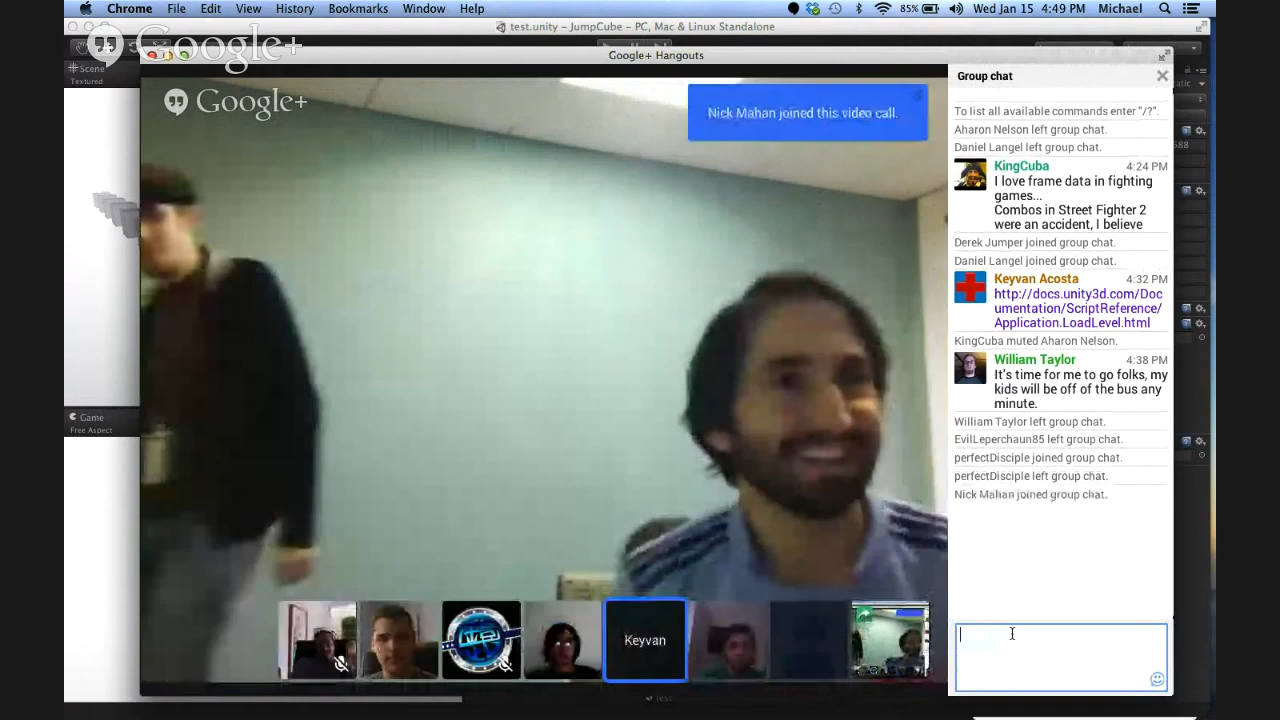 Chrome File Edit View History Bookmarks Window Help
85% Wed Jan 15 4:49 PM Michael
test.unity - JumpCube - PC, Mac & Linux Standalone
Google+
Scene
Textured
Google+ Hangouts
Google+
Nick Mahan joined this video call.
Game
Free Aspect
Keyvan
test
Group chat
To list all available commands enter "/?".
Aharon Nelson left group chat.
Daniel Langel left group chat.
KingCuba 4:24 PM
I love frame data in fighting
games...
Combos in Street Fighter 2
were an accident, I believe
Derek Jumper joined group chat.
Daniel Langel joined group chat.
Keyvan Acosta 4:32 PM
http://docs.unity3d.com/Doc
umentation/ScriptReference/
Application.LoadLevel.html
KingCuba muted Aharon Nelson.
William Taylor 4:38 PM
It's time for me to go folks, my
kids will be off of the bus any
minute.
William Taylor left group chat.
EvilLeperchaun85 left group chat.
perfectDisciple joined group chat.
perfectDisciple left group chat.
Nick Mahan joined group chat.